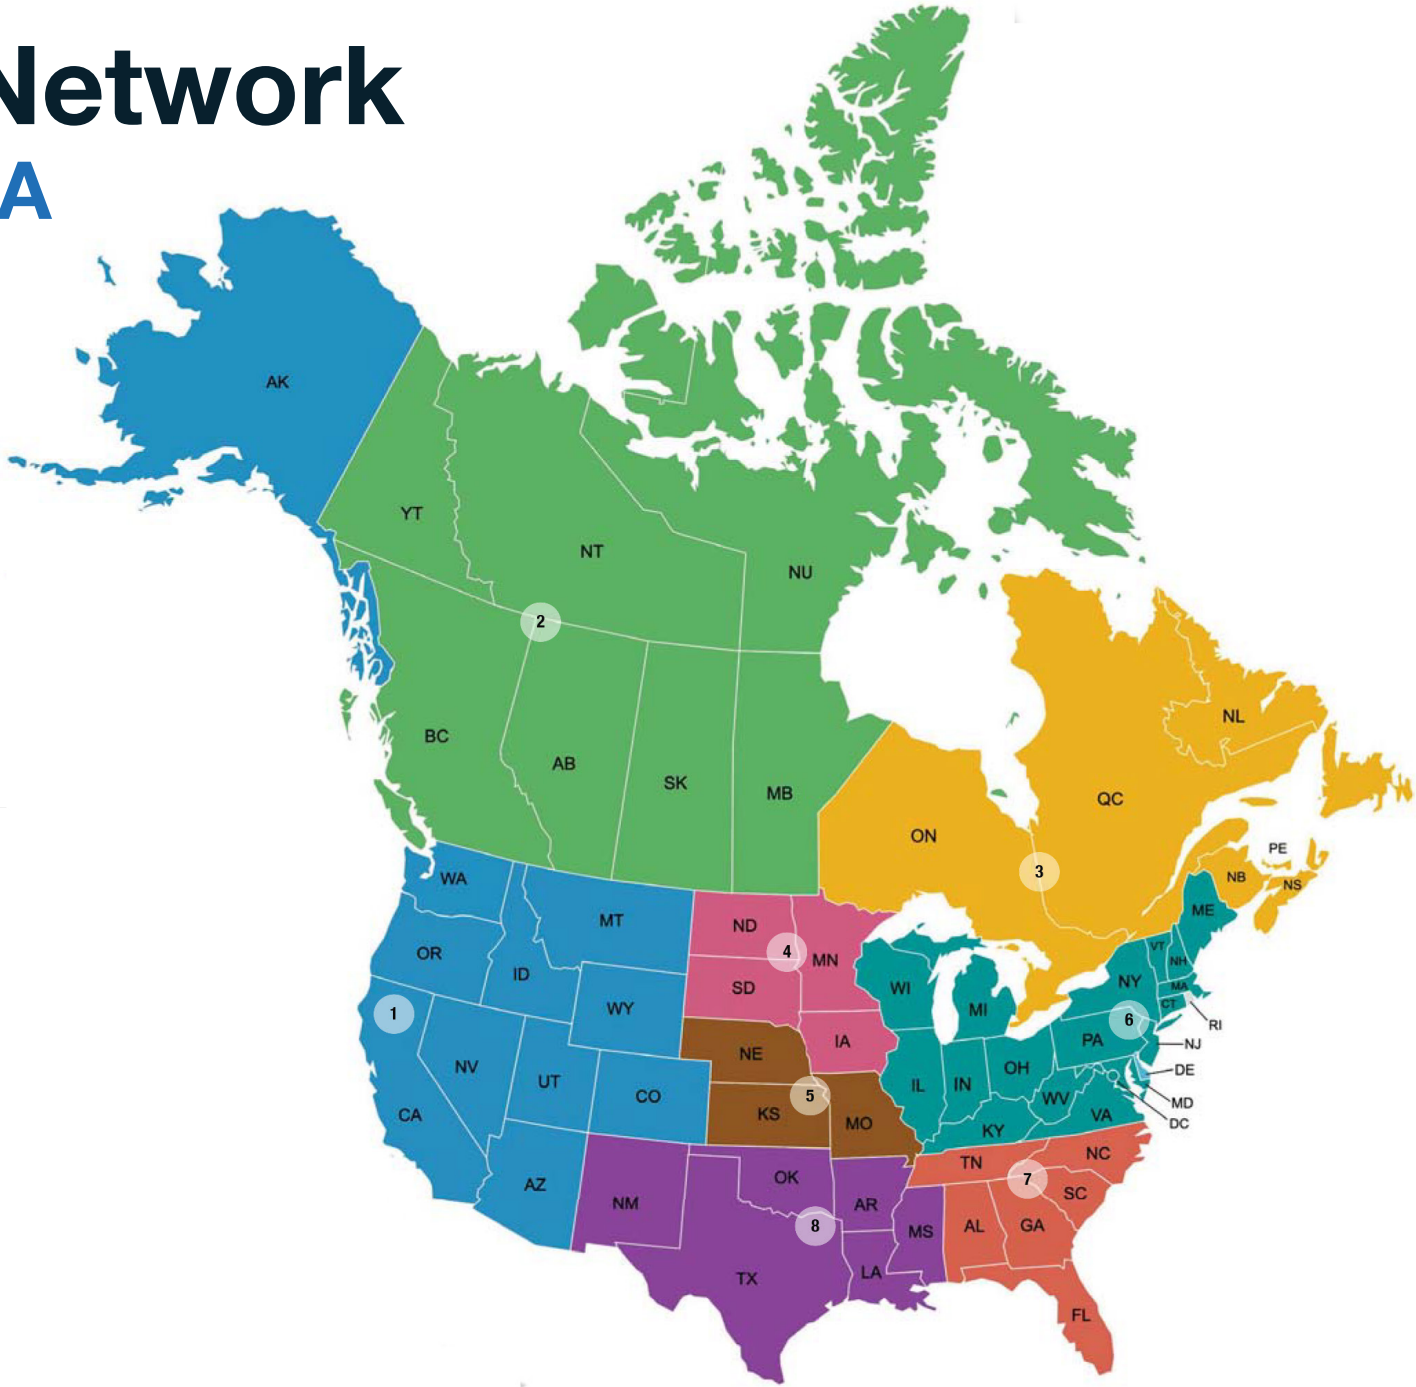 Network
A
AK
YT
NT
NU
2
BC
AB
SK
MB
NL
QC
ON
3
PE
NB
NS
WA
MT
ND
4
MN
ME
OR
ID
SD
WI
MI
NY
VT
NH
MA
CT
RI
1
WY
IA
6
PA
NJ
NV
UT
CO
NE
KS
5
MO
IL
IN
OH
WV
VA
KY
DE
MD
DC
CA
AZ
NM
OK
AR
TN
7
NC
SC
8
MS
AL
GA
TX
LA
FL